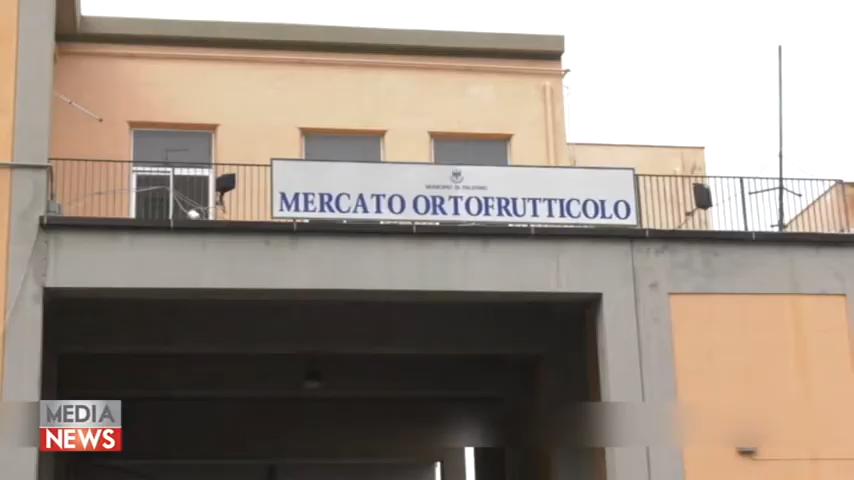 MUNICIPIO DI PALERMO
MERCATO ORTOFRUTTICOLO
MEDIA
NEWS